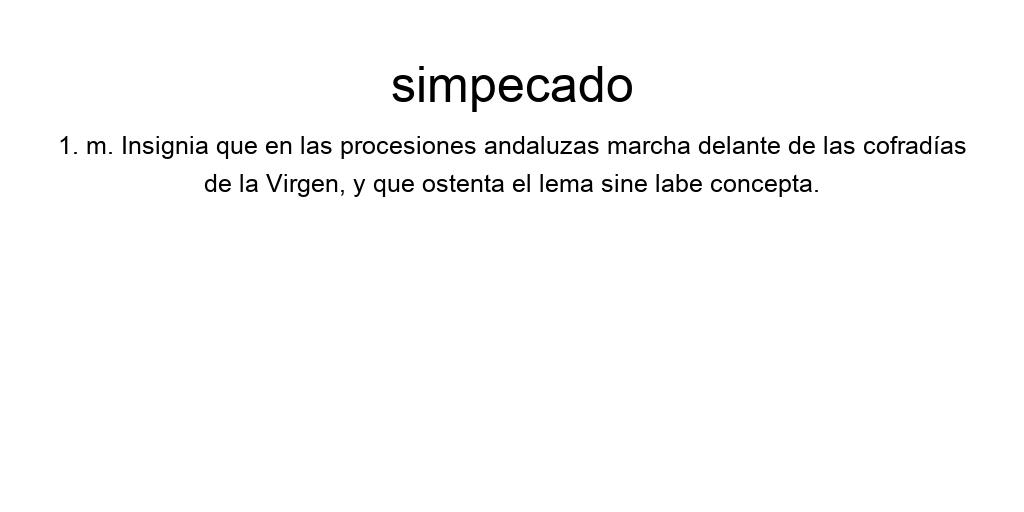 simpecado
1. m. Insignia que en las procesiones andaluzas marcha delante de las cofradías
de la Virgen, y que ostenta el lema sine labe concepta.